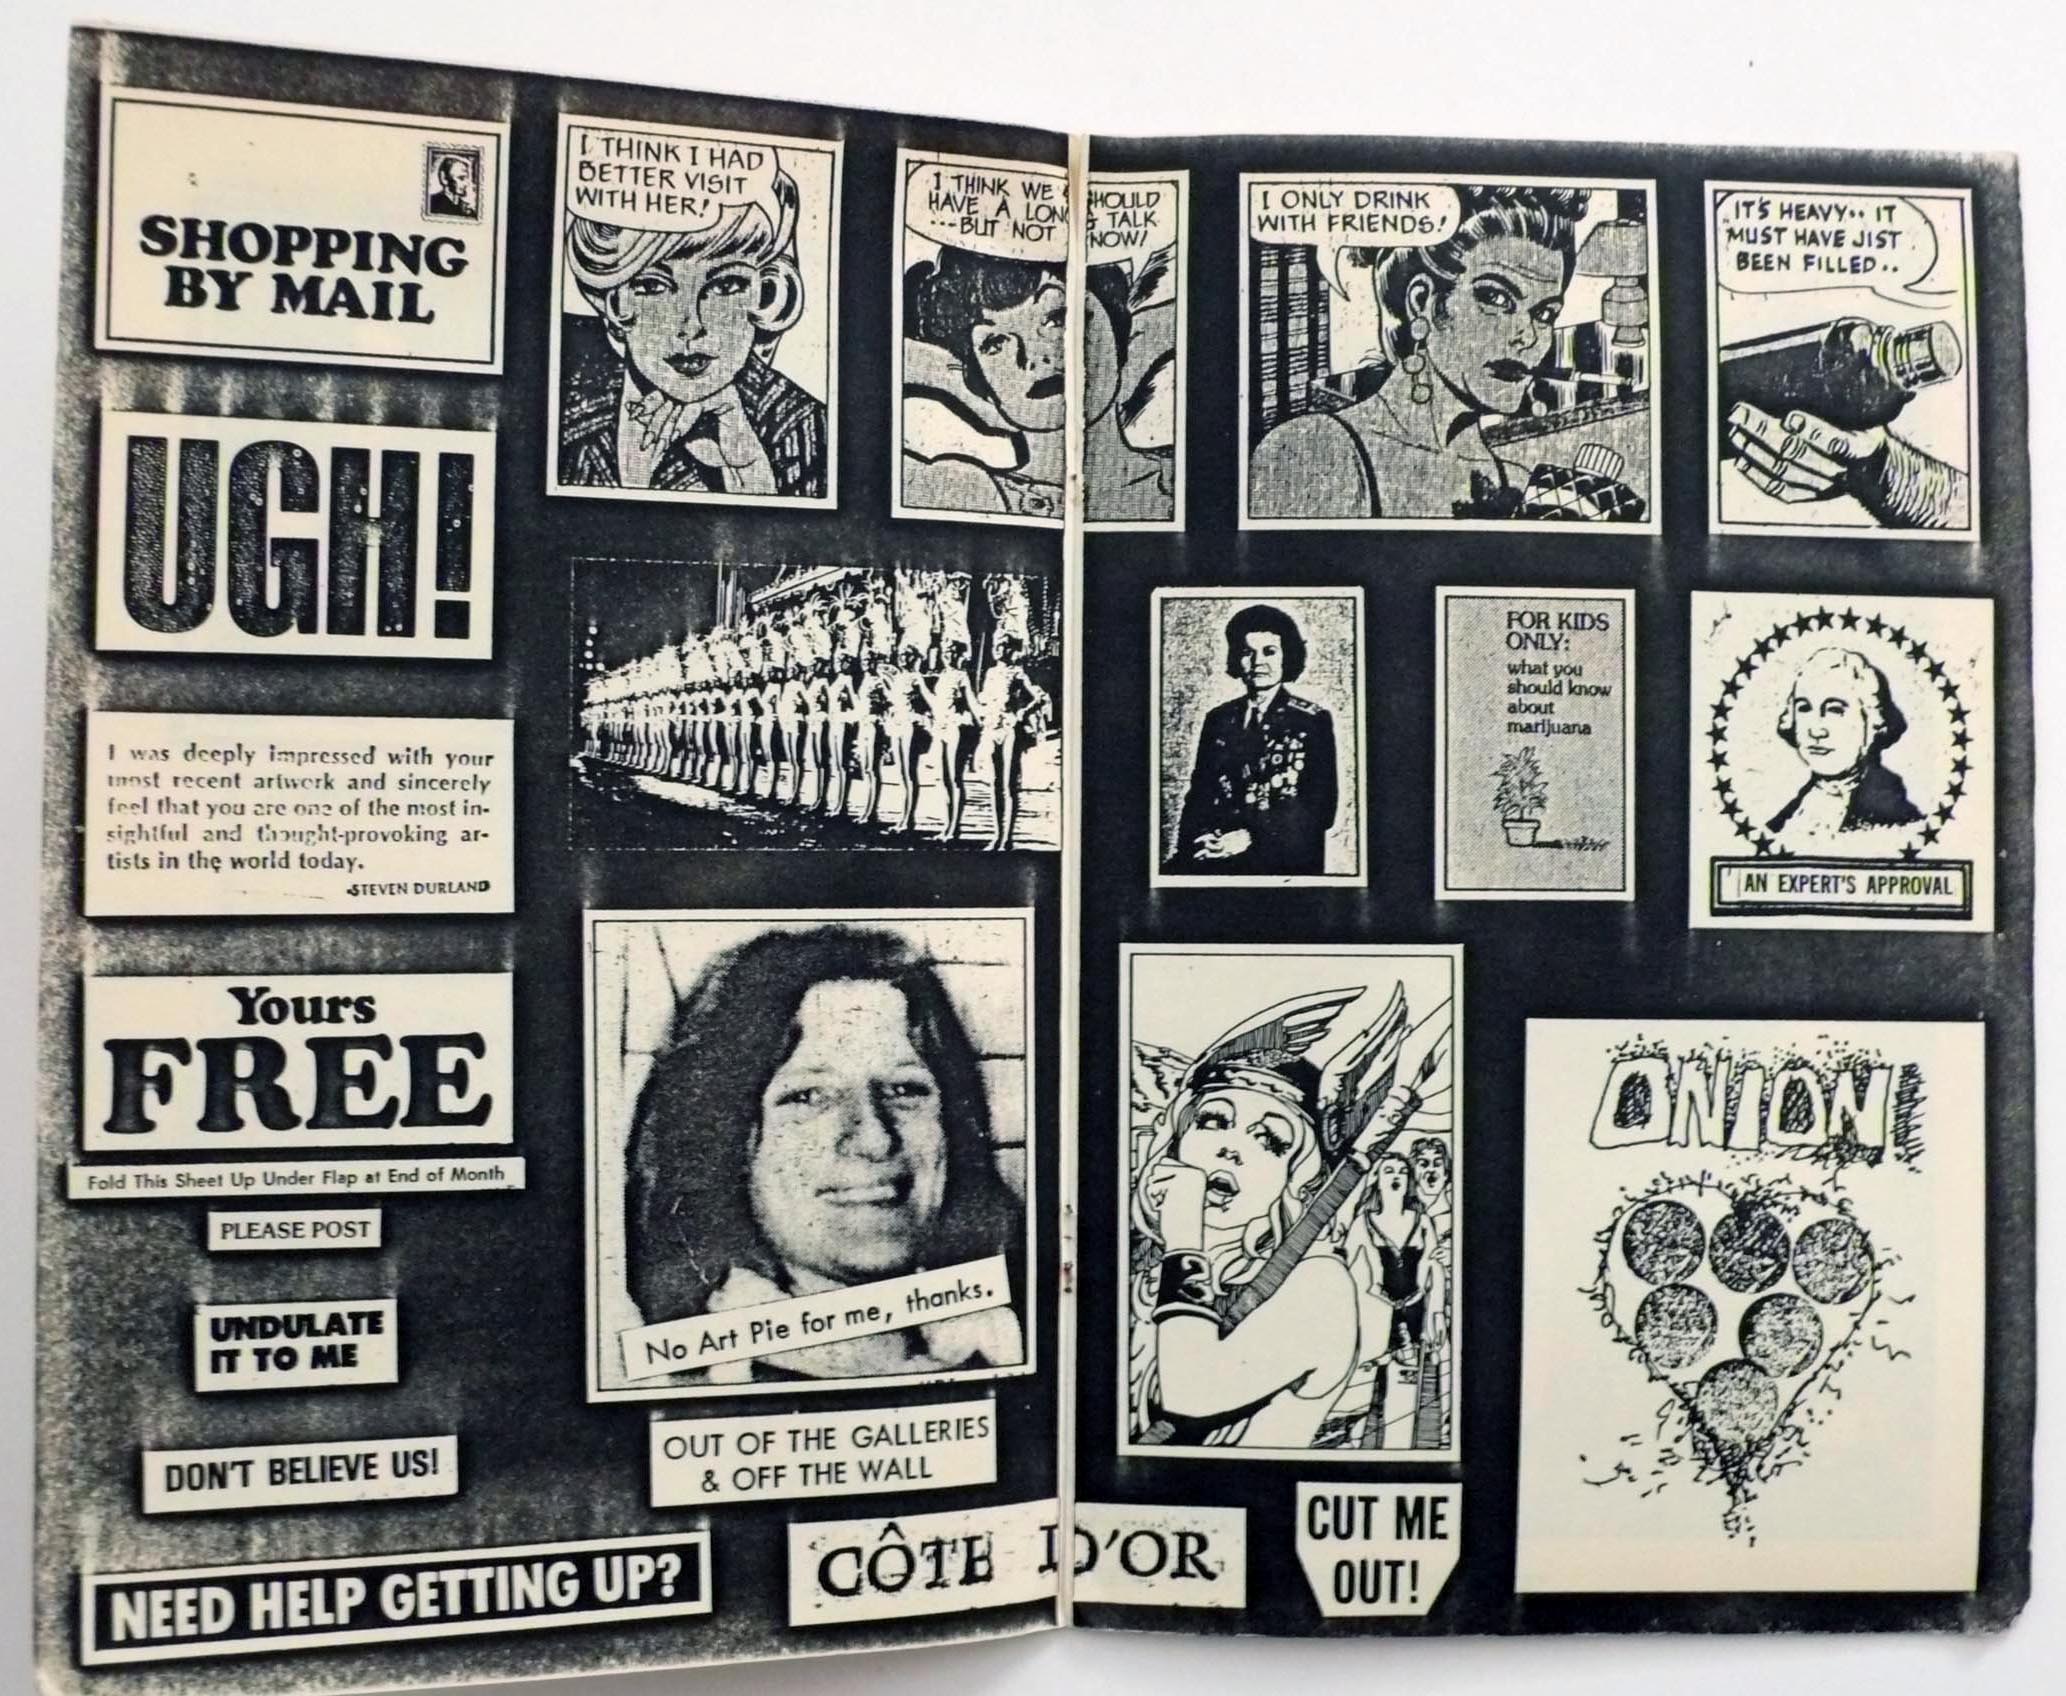 SHOPPING
BY MAIL
UGH!
I was deeply impressed with your
most recent artwork and sincerely
feel that you are one of the most in-
sightful and thought-provoking ar-
tists in the world today.
-STEVEN DURLAND
Yours
FREE
Fold This Sheet Up Under Flap at End of Month
PLEASE POST
UNDULATE
IT TO ME
DON'T BELIEVE US!
NEED HELP GETTING UP?
I THINK I HAD
BETTER VISIT
WITH HER!
I THINK WE SHOULD
HAVE A LONG TALK
---BUT NOT NOW!
No Art Pie for me, thanks.
OUT OF THE GALLERIES
& OFF THE WALL
CÔTE D'OR
I ONLY DRINK
WITH FRIENDS!
IT'S HEAVY.. IT
MUST HAVE JIST
BEEN FILLED..
FOR KIDS
ONLY:
what you
should know
about
marijuana
AN EXPERT'S APPROVAL
ONION
CUT ME
OUT!